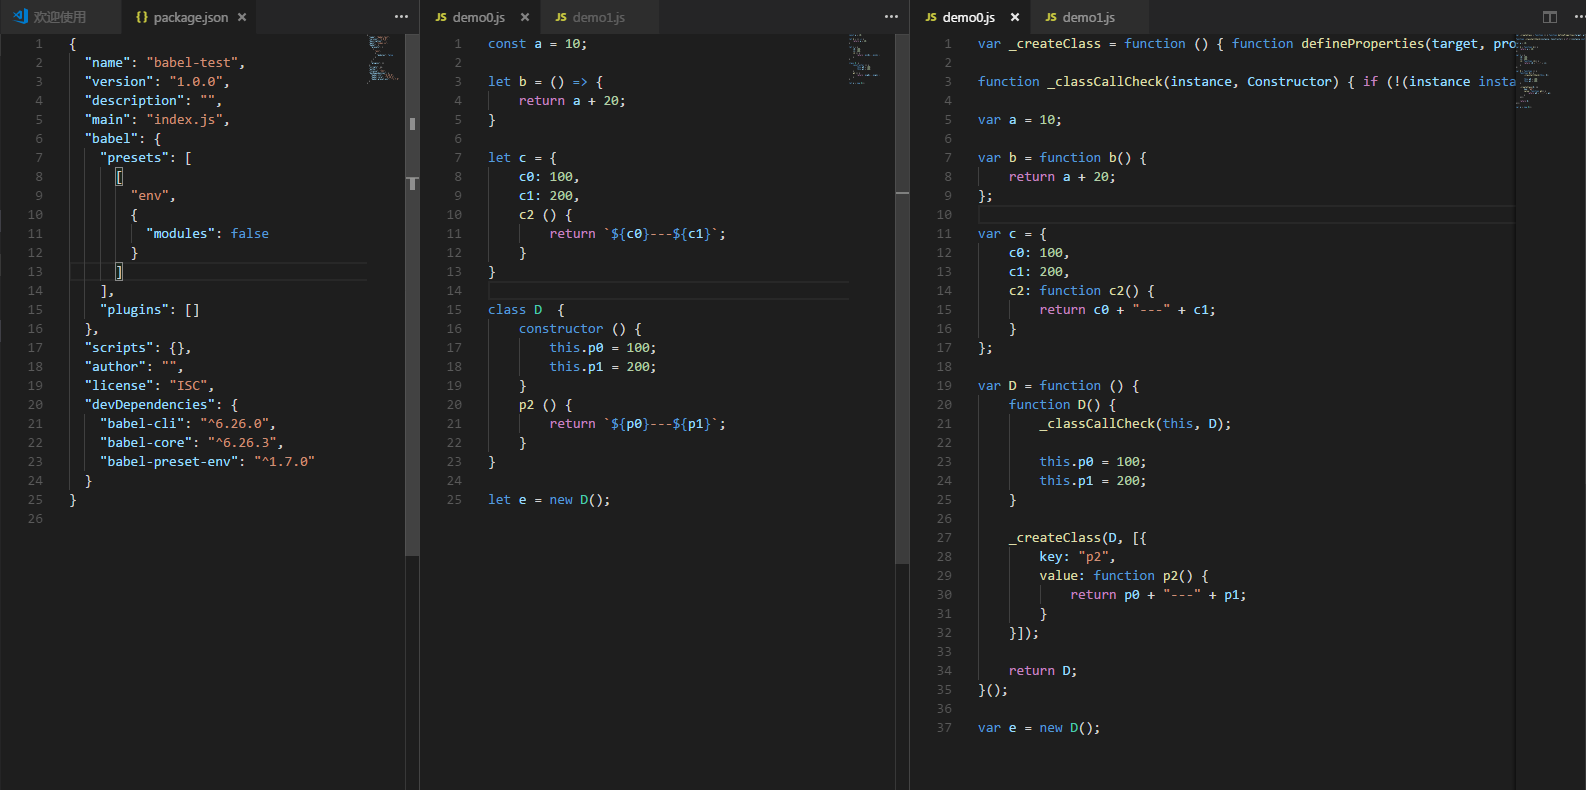 欢迎使用
{} package.json ×
...
1 {
2 "name": "babel-test",
3 "version": "1.0.0",
4 "description": "",
5 "main": "index.js",
6 "babel": {
7 "presets": [
8 [
9 "env",
10 {
11 "modules": false
12 }
13 ]
14 ],
15 "plugins": []
16 },
17 "scripts": {},
18 "author": "",
19 "license": "ISC",
20 "devDependencies": {
21 "babel-cli": "^6.26.0",
22 "babel-core": "^6.26.3",
23 "babel-preset-env": "^1.7.0"
24 }
25 }
26
JS demo0.js ×
JS demo1.js
...
1 const a = 10;
2
3 let b = () => {
4 return a + 20;
5 }
6
7 let c = {
8 c0: 100,
9 c1: 200,
10 c2 () {
11 return `${c0}---${c1}`;
12 }
13 }
14
15 class D  {
16 constructor () {
17 this.p0 = 100;
18 this.p1 = 200;
19 }
20 p2 () {
21 return `${p0}---${p1}`;
22 }
23 }
24
25 let e = new D();
JS demo0.js ×
JS demo1.js
...
1 var _createClass = function () { function defineProperties(target, pro
2
3 function _classCallCheck(instance, Constructor) { if (!(instance insta
4
5 var a = 10;
6
7 var b = function b() {
8 return a + 20;
9 };
10
11 var c = {
12 c0: 100,
13 c1: 200,
14 c2: function c2() {
15 return c0 + "---" + c1;
16 }
17 };
18
19 var D = function () {
20 function D() {
21 _classCallCheck(this, D);
22
23 this.p0 = 100;
24 this.p1 = 200;
25 }
26
27 _createClass(D, [{
28 key: "p2",
29 value: function p2() {
30 return p0 + "---" + p1;
31 }
32 }]);
33
34 return D;
35 }();
36
37 var e = new D();